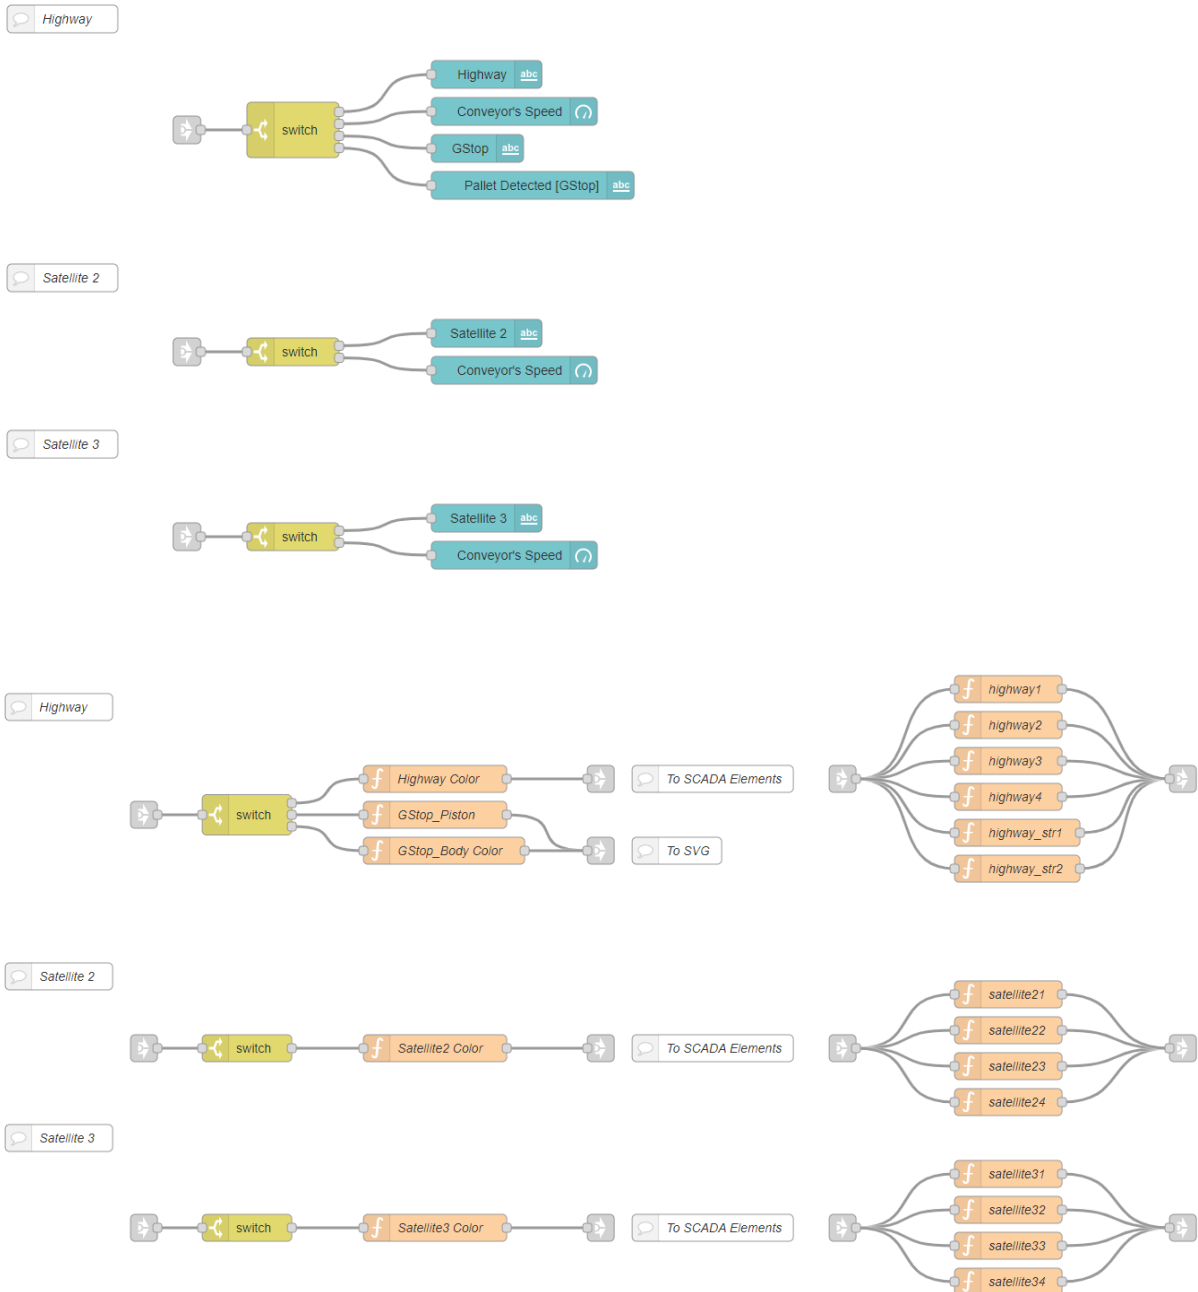 Highway
Highway abc
switch
Conveyor's Speed
GStop abc
Pallet Detected [GStop] abc
Satellite 2
Satellite 2 abc
switch
Conveyor's Speed
Satellite 3
Satellite 3 abc
switch
Conveyor's Speed
Highway
switch
Highway Color
GStop_Piston
GStop_Body Color
To SCADA Elements
To SVG
highway1
highway2
highway3
highway4
highway_str1
highway_str2
Satellite 2
switch
Satellite2 Color
To SCADA Elements
satellite21
satellite22
satellite23
satellite24
Satellite 3
switch
Satellite3 Color
To SCADA Elements
satellite31
satellite32
satellite33
satellite34